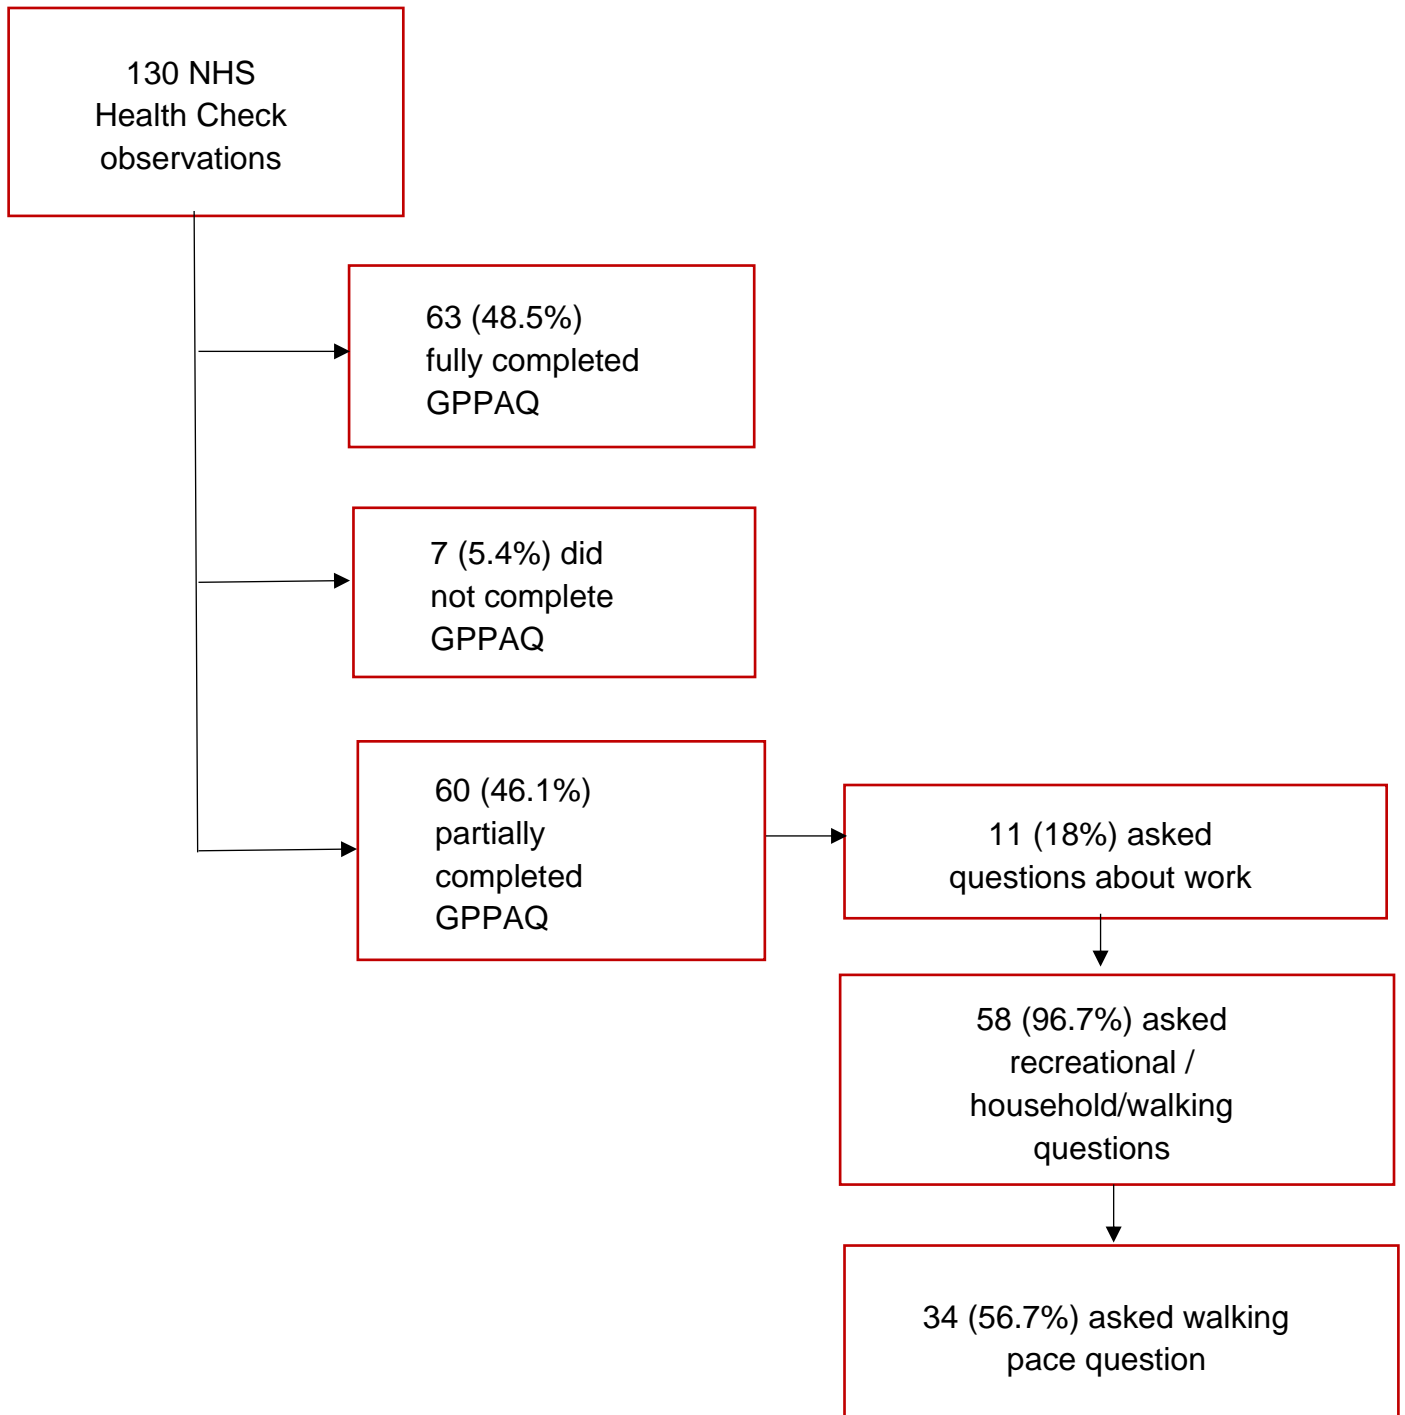 130 NHS
Health Check
observations
63 (48.5%)
fully completed
GPPAQ
7 (5.4%) did
not complete
GPPAQ
60 (46.1%)
partially
completed
GPPAQ
11 (18%) asked
questions about work
58 (96.7%) asked
recreational /
household/walking
questions
34 (56.7%) asked walking
pace question